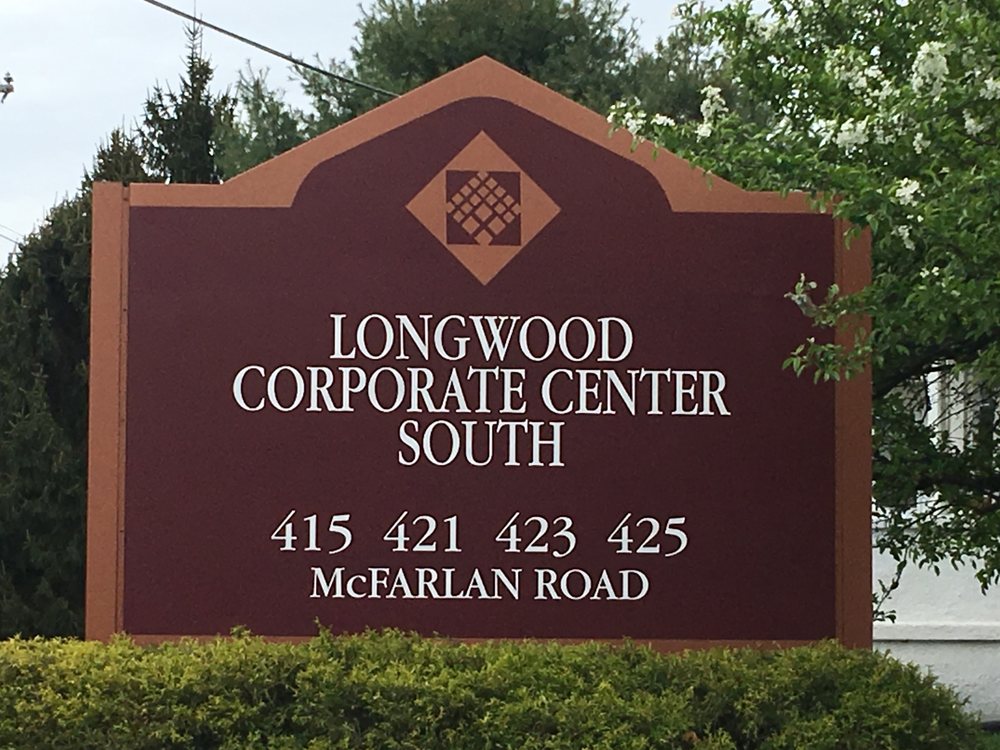 LONGWOOD
CORPORATE CENTER
SOUTH
415 421 423 425
McFARLAN ROAD